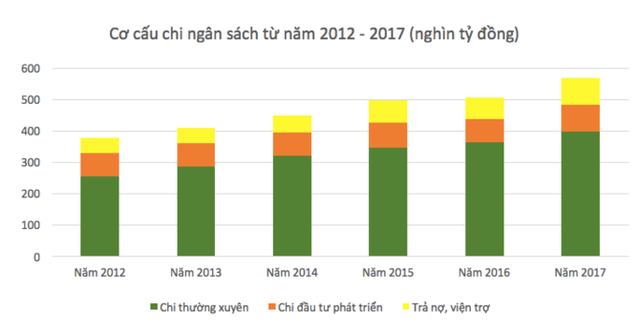 Cơ cấu chi ngân sách từ năm 2012 - 2017 (nghìn tỷ đồng)
600
500
400
300
200
100
0
Năm 2012 Năm 2013 Năm 2014 Năm 2015 Năm 2016 Năm 2017
Chi thường xuyên Chi đầu tư phát triển Trả nợ, viện trợ